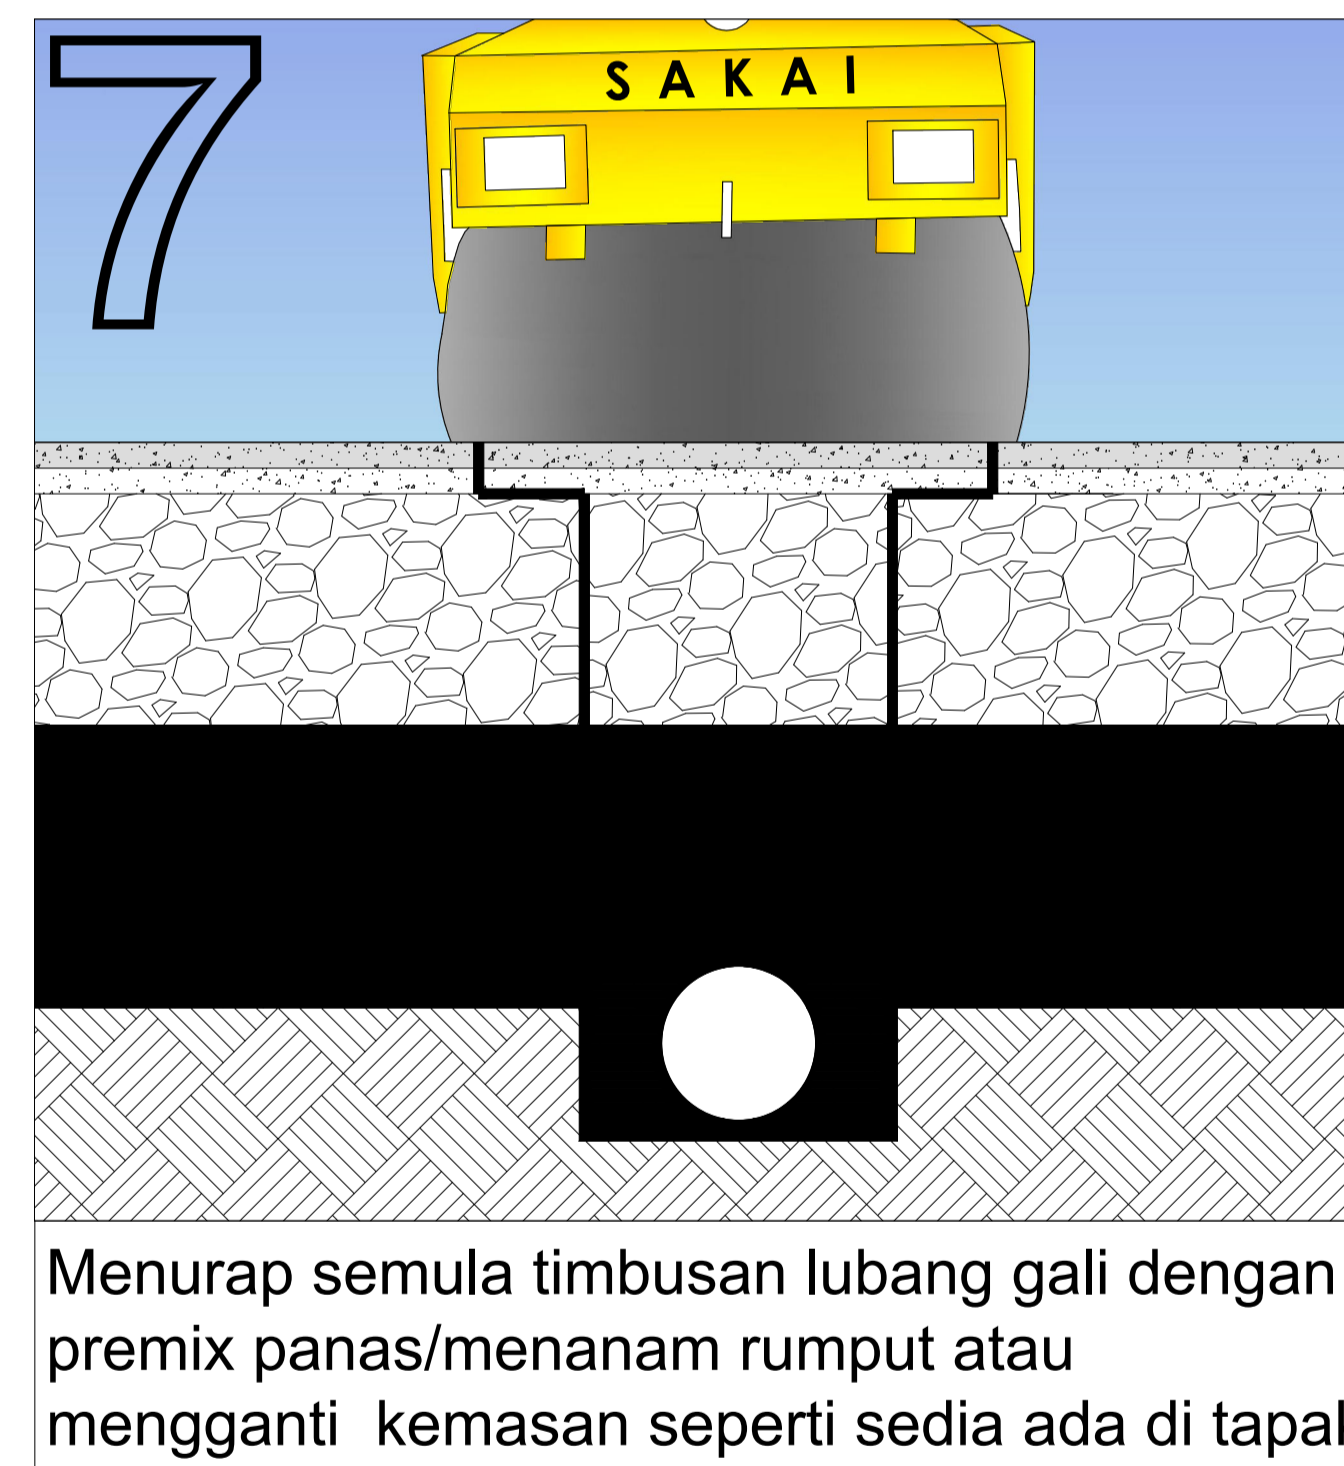 7
SAKAI
Menurap semula timbusan lubang gali dengan
premix panas/menanam rumput atau
mengganti  kemasan seperti sedia ada di tapak